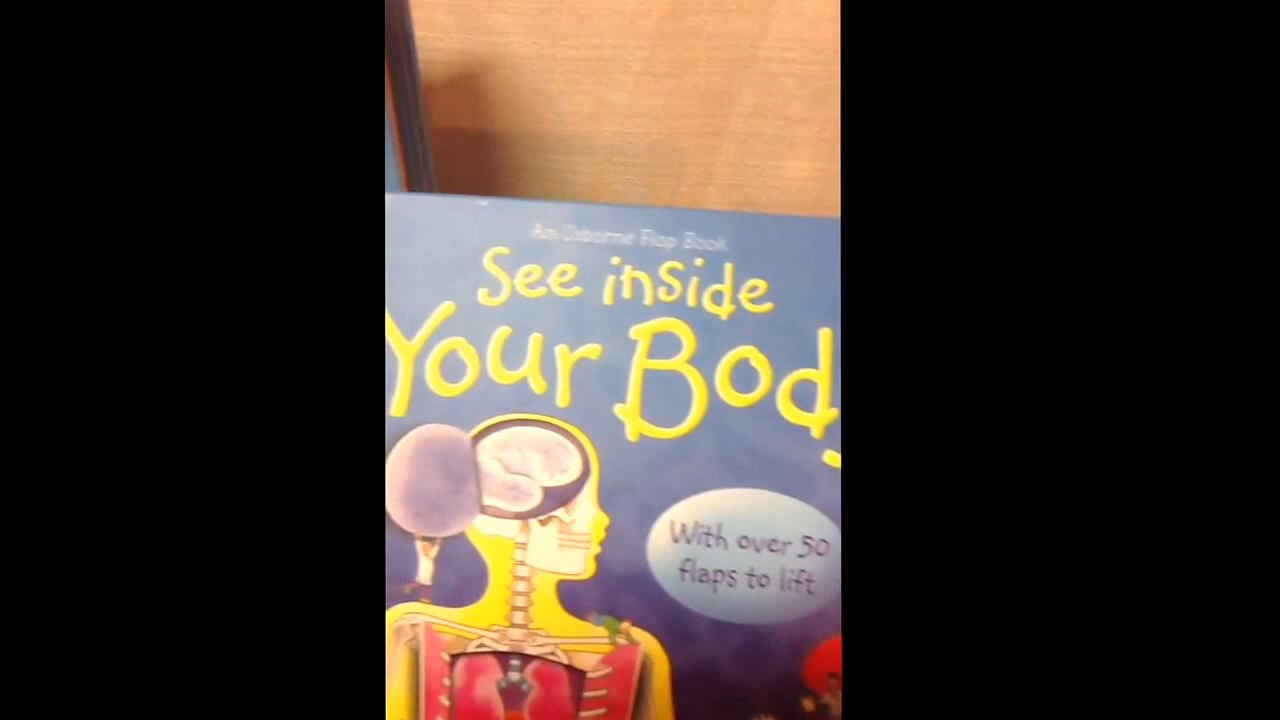 An Usborne Flap Book
See inside
Your Bod
With over 50
flaps to lift